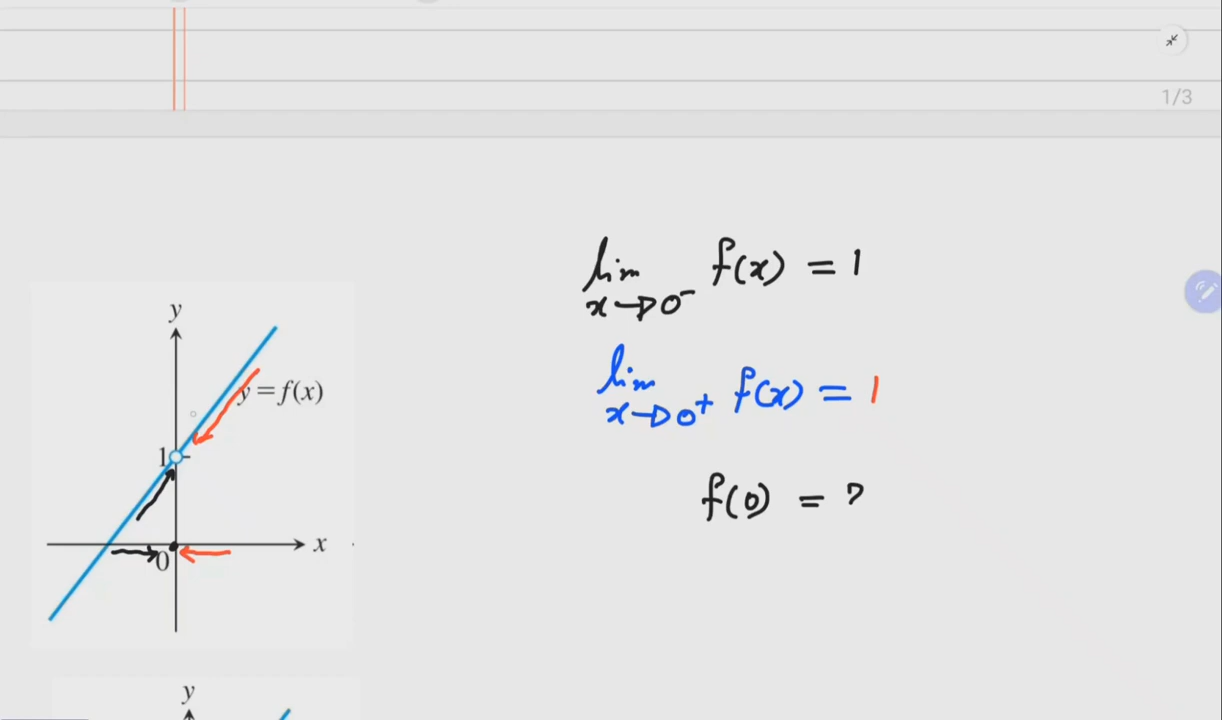 1/3
lim f(x) = 1
x→0⁻
y
lim f(x) = 1
x→0⁺
y = f(x)
1
f(0) = ?
x
0
y